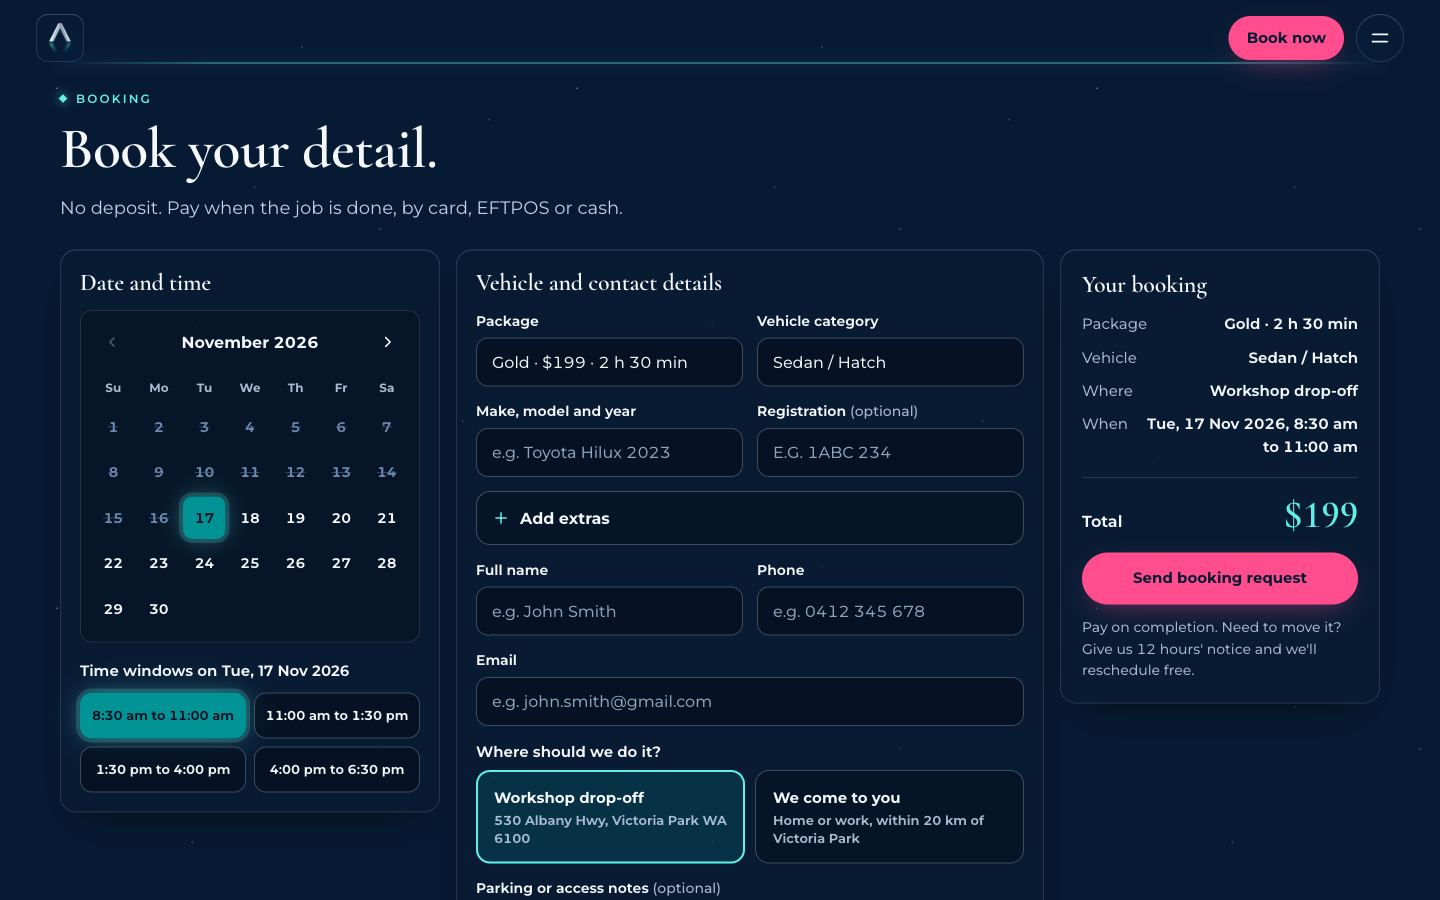 Book now
BOOKING
Book your detail.
No deposit. Pay when the job is done, by card, EFTPOS or cash.
Date and time
November 2026
Su Mo Tu We Th Fr Sa
1 2 3 4 5 6 7
8 9 10 11 12 13 14
15 16 17 18 19 20 21
22 23 24 25 26 27 28
29 30
Time windows on Tue, 17 Nov 2026
8:30 am to 11:00 am
11:00 am to 1:30 pm
1:30 pm to 4:00 pm
4:00 pm to 6:30 pm
Vehicle and contact details
Package
Vehicle category
Gold · $199 · 2 h 30 min
Sedan / Hatch
Make, model and year
Registration (optional)
e.g. Toyota Hilux 2023
E.G. 1ABC 234
Add extras
Full name
Phone
e.g. John Smith
e.g. 0412 345 678
Email
e.g. john.smith@gmail.com
Where should we do it?
Workshop drop-off
530 Albany Hwy, Victoria Park WA
6100
We come to you
Home or work, within 20 km of
Victoria Park
Parking or access notes (optional)
Your booking
Package Gold · 2 h 30 min
Vehicle Sedan / Hatch
Where Workshop drop-off
When Tue, 17 Nov 2026, 8:30 am
to 11:00 am
Total $199
Send booking request
Pay on completion. Need to move it?
Give us 12 hours' notice and we'll
reschedule free.